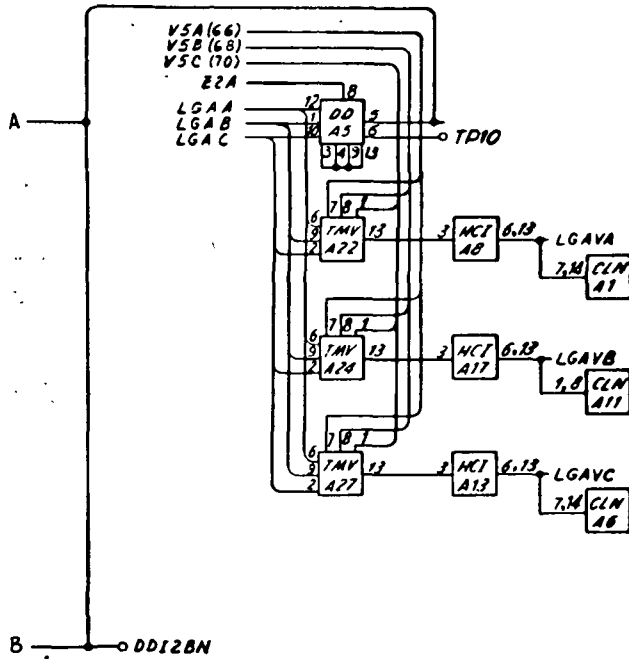 V5A (66)
V5B (68)
V5C (70)
E2A
8
LGAA 12 DD 5
A LGAB 1 A5 6 TP10
LGAC 10
3 4 9 13
7 8 1
6 TMV 13 3 HCI 6,13 LGAVA
9 A22 A8
2 7,14 CLN
A1
7 8 1
6 TMV 13 3 HCI 6,13 LGAVB
9 A24 A17
2 1,8 CLN
A11
7 8 1
6 TMV 13 3 HCI 6,13 LGAVC
9 A27 A13
2 7,14 CLN
A6
B DDI2BN